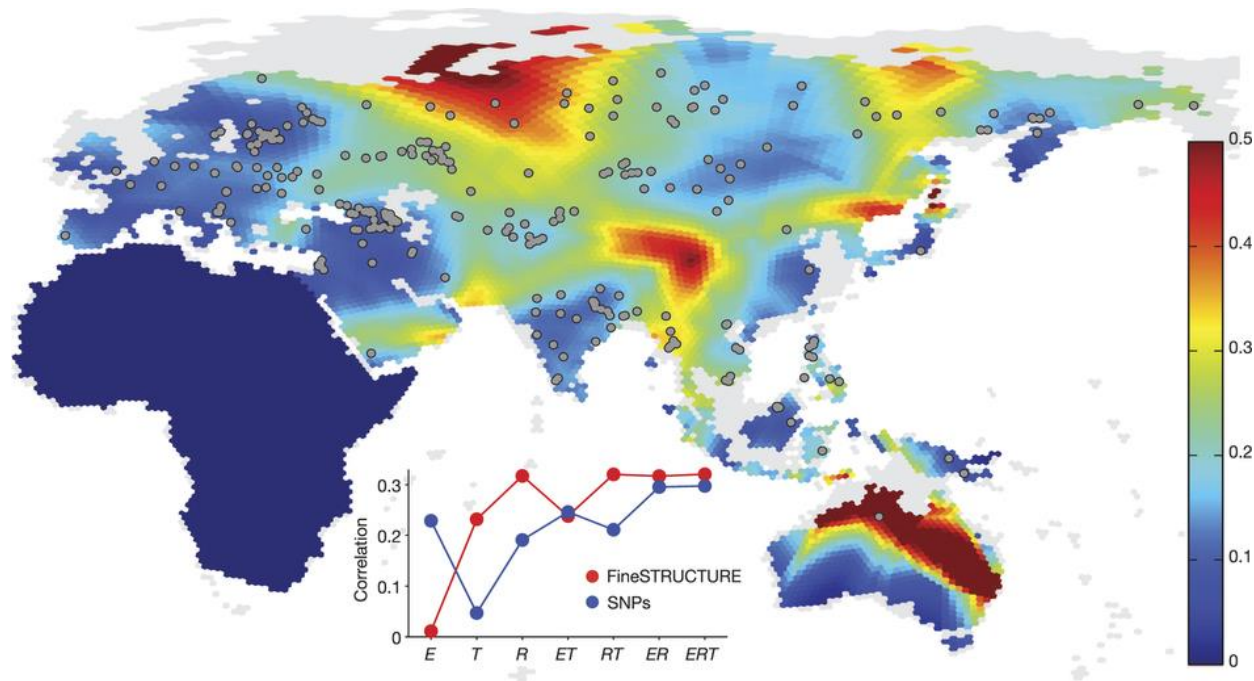 0.5
0.4
0.3
0.2
0.1
0
Correlation
0.3
0.2
0.1
0
FineSTRUCTURE
SNPs
E T R ET RT ER ERT